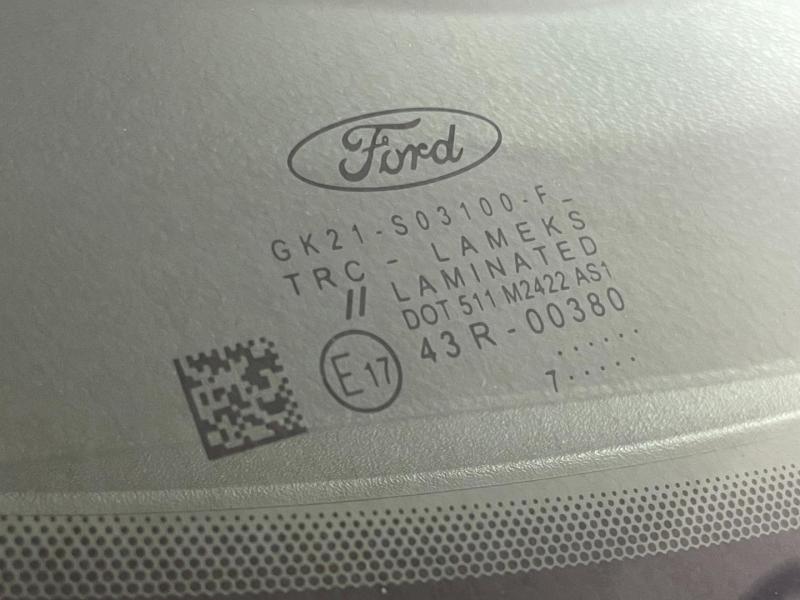 Ford
GK21-S03100-F_
TRC - LAMEKS
// LAMINATED
DOT 511 M2422 AS1
E17 43R-00380
.......
7.....